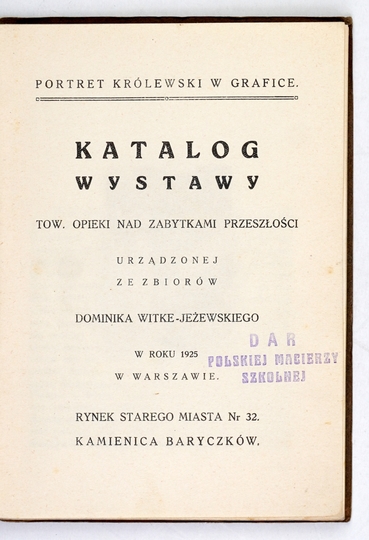 PORTRET KRÓLEWSKI W GRAFICE.
KATALOG
WYSTAWY
TOW. OPIEKI NAD ZABYTKAMI PRZESZŁOŚCI
URZĄDZONEJ
ZE ZBIORÓW
DOMINIKA WITKE-JEŻEWSKIEGO
W ROKU 1925
W WARSZAWIE.
DAR
POLSKIEJ MACIERZY
SZKOLNEJ
RYNEK STAREGO MIASTA Nr 32.
KAMIENICA BARYCZKÓW.